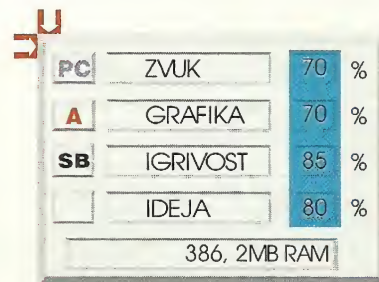 PC ZVUK 70 %
A GRAFIKA 70 %
SB IGRIVOST 85 %
IDEJA 80 %
386, 2MB RAM